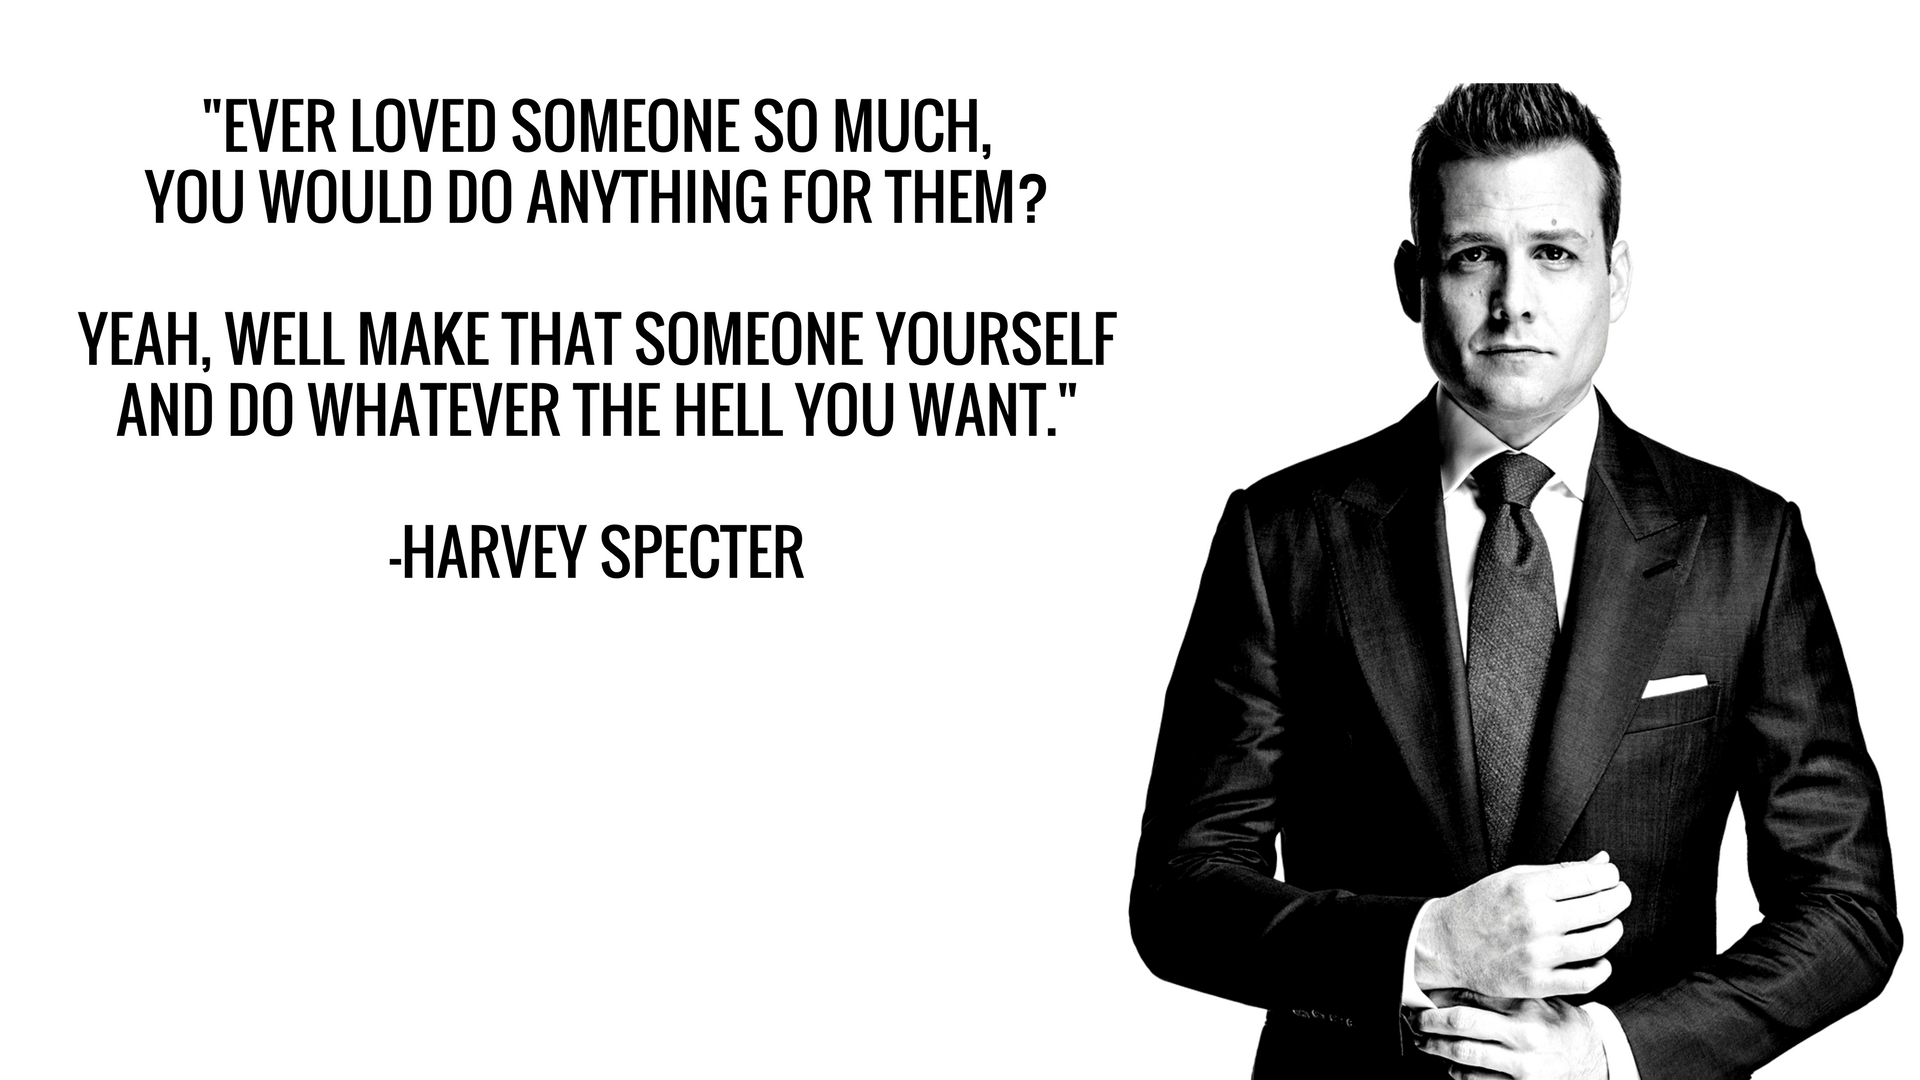 "EVER LOVED SOMEONE SO MUCH,
YOU WOULD DO ANYTHING FOR THEM?
YEAH, WELL MAKE THAT SOMEONE YOURSELF
AND DO WHATEVER THE HELL YOU WANT."
-HARVEY SPECTER